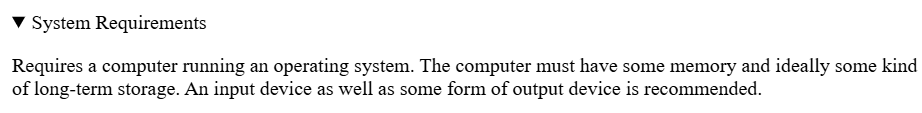 ▼ System Requirements
Requires a computer running an operating system. The computer must have some memory and ideally some kind
of long-term storage. An input device as well as some form of output device is recommended.